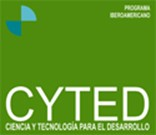 PROGRAMA
IBEROAMERICANO
CYTED
CIENCIA Y TECNOLOGÍA PARA EL DESARROLLO